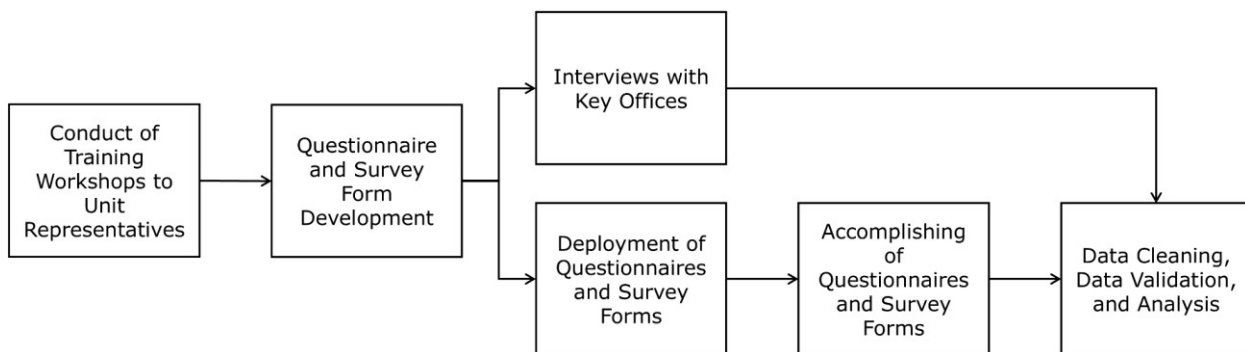 Conduct of
Training
Workshops to
Unit
Representatives
Questionnaire
and Survey
Form
Development
Interviews with
Key Offices
Deployment of
Questionnaires
and Survey
Forms
Accomplishing
of
Questionnaires
and Survey
Forms
Data Cleaning,
Data Validation,
and Analysis